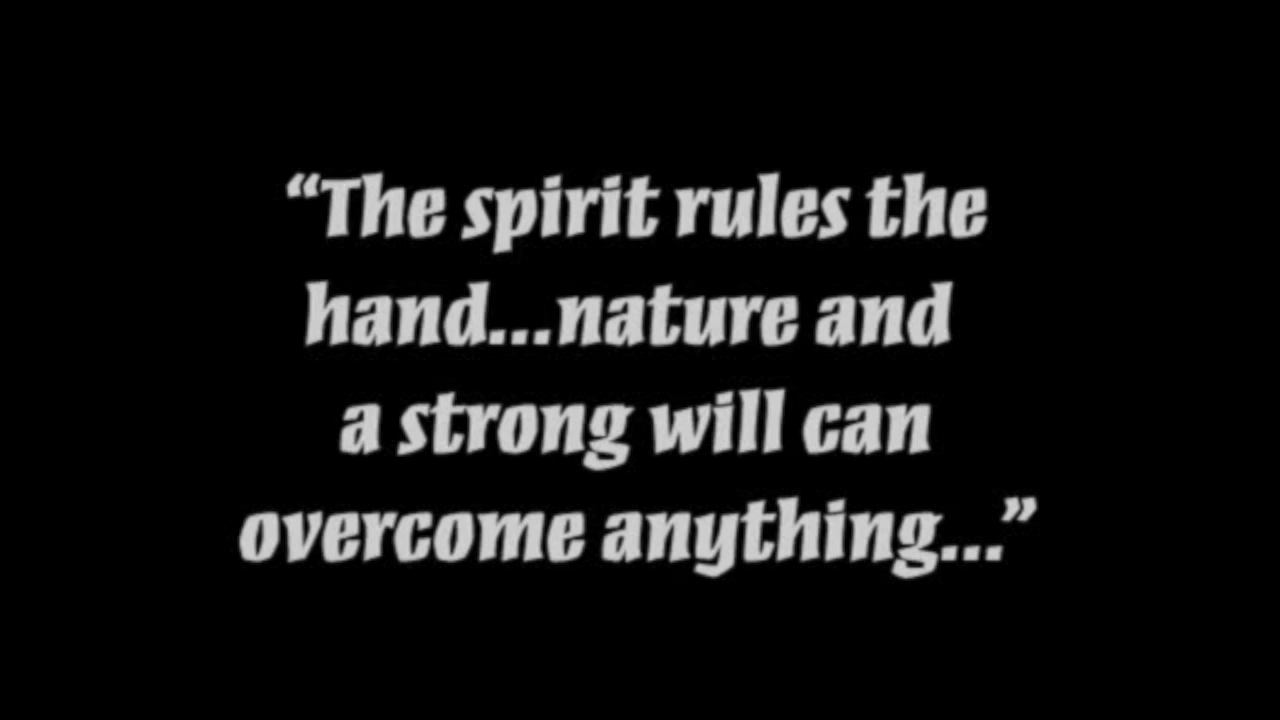 “The spirit rules the
hand...nature and
a strong will can
overcome anything...”